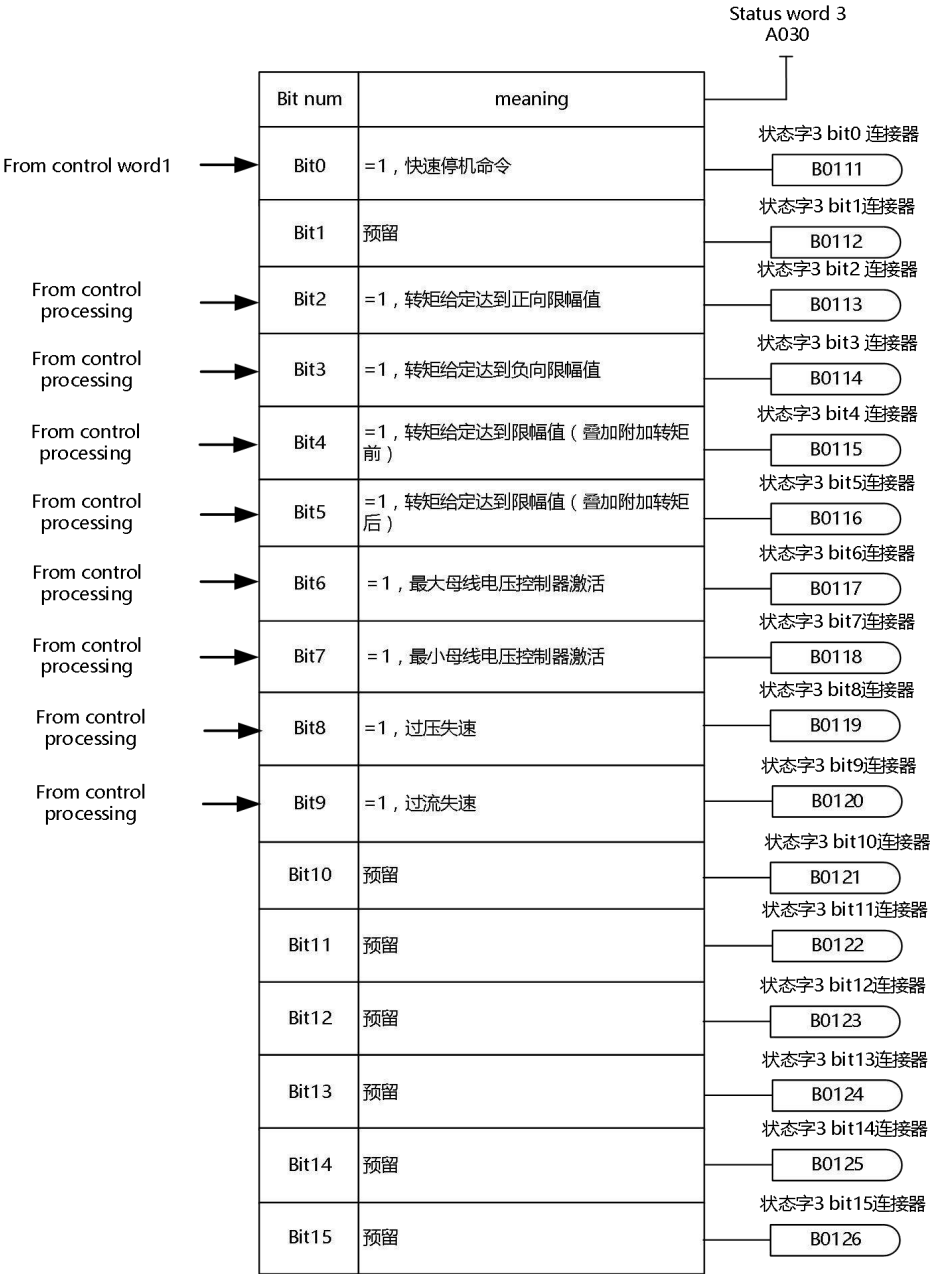 Status word 3
A030
Bit num
meaning
状态字3 bit0 连接器
From control word1
Bit0
=1，快速停机命令
B0111
状态字3 bit1连接器
Bit1
预留
B0112
状态字3 bit2 连接器
From control
processing
Bit2
=1，转矩给定达到正向限幅值
B0113
状态字3 bit3 连接器
From control
processing
Bit3
=1，转矩给定达到负向限幅值
B0114
状态字3 bit4 连接器
From control
processing
Bit4
=1，转矩给定达到限幅值（叠加附加转矩
前）
B0115
状态字3 bit5连接器
From control
processing
Bit5
=1，转矩给定达到限幅值（叠加附加转矩
后）
B0116
状态字3 bit6连接器
From control
processing
Bit6
=1，最大母线电压控制器激活
B0117
状态字3 bit7连接器
From control
processing
Bit7
=1，最小母线电压控制器激活
B0118
状态字3 bit8连接器
From control
processing
Bit8
=1，过压失速
B0119
状态字3 bit9连接器
From control
processing
Bit9
=1，过流失速
B0120
状态字3 bit10连接器
Bit10
预留
B0121
状态字3 bit11连接器
Bit11
预留
B0122
状态字3 bit12连接器
Bit12
预留
B0123
状态字3 bit13连接器
Bit13
预留
B0124
状态字3 bit14连接器
Bit14
预留
B0125
状态字3 bit15连接器
Bit15
预留
B0126